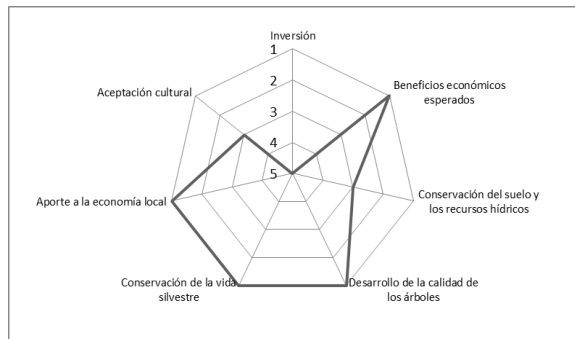 Inversión
1
2
3
4
5
Beneficios económicos
esperados
Conservación del suelo y
los recursos hídricos
Desarrollo de la calidad de
los árboles
Conservación de la vida
silvestre
Aporte a la economía local
Aceptación cultural